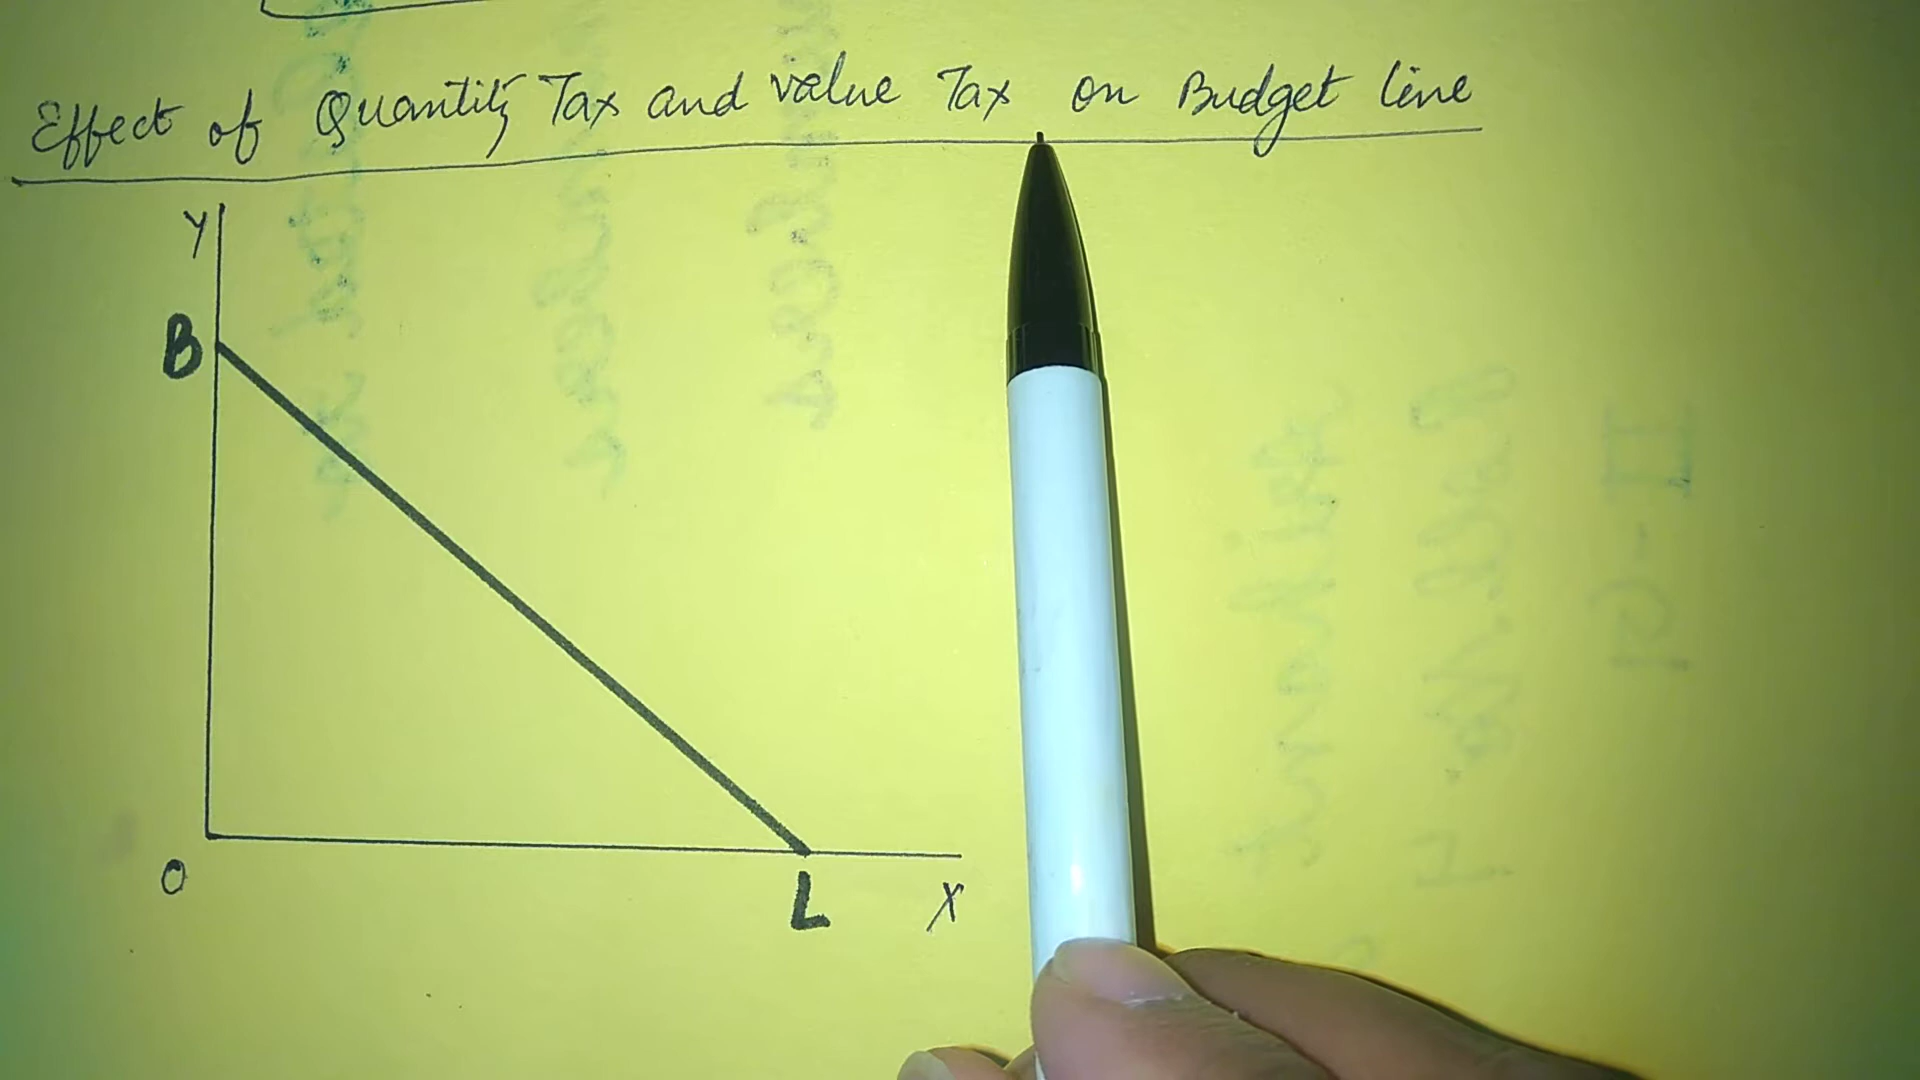 Effect of Quantity Tax and value Tax on Budget line
Y
B
O
L
X